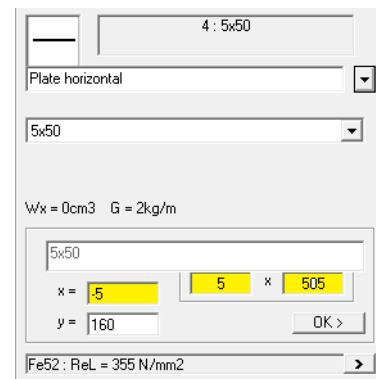 4 : 5x50
Plate horizontal
5x50
Wx = 0cm3 G = 2kg/m
5x50
x = -5 5 x 505
y = 160 OK >
Fe52 : ReL = 355 N/mm2 >